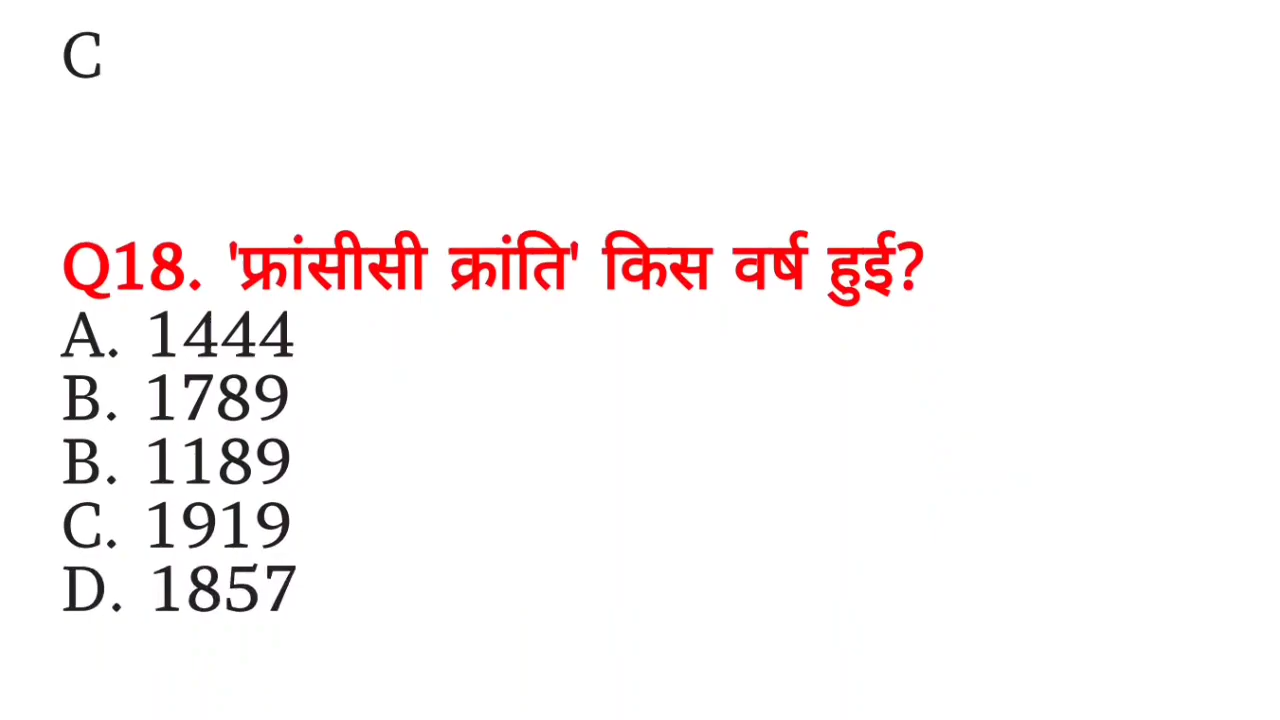 C
Q18. 'फ्रांसीसी क्रांति' किस वर्ष हुई?
A. 1444
B. 1789
B. 1189
C. 1919
D. 1857